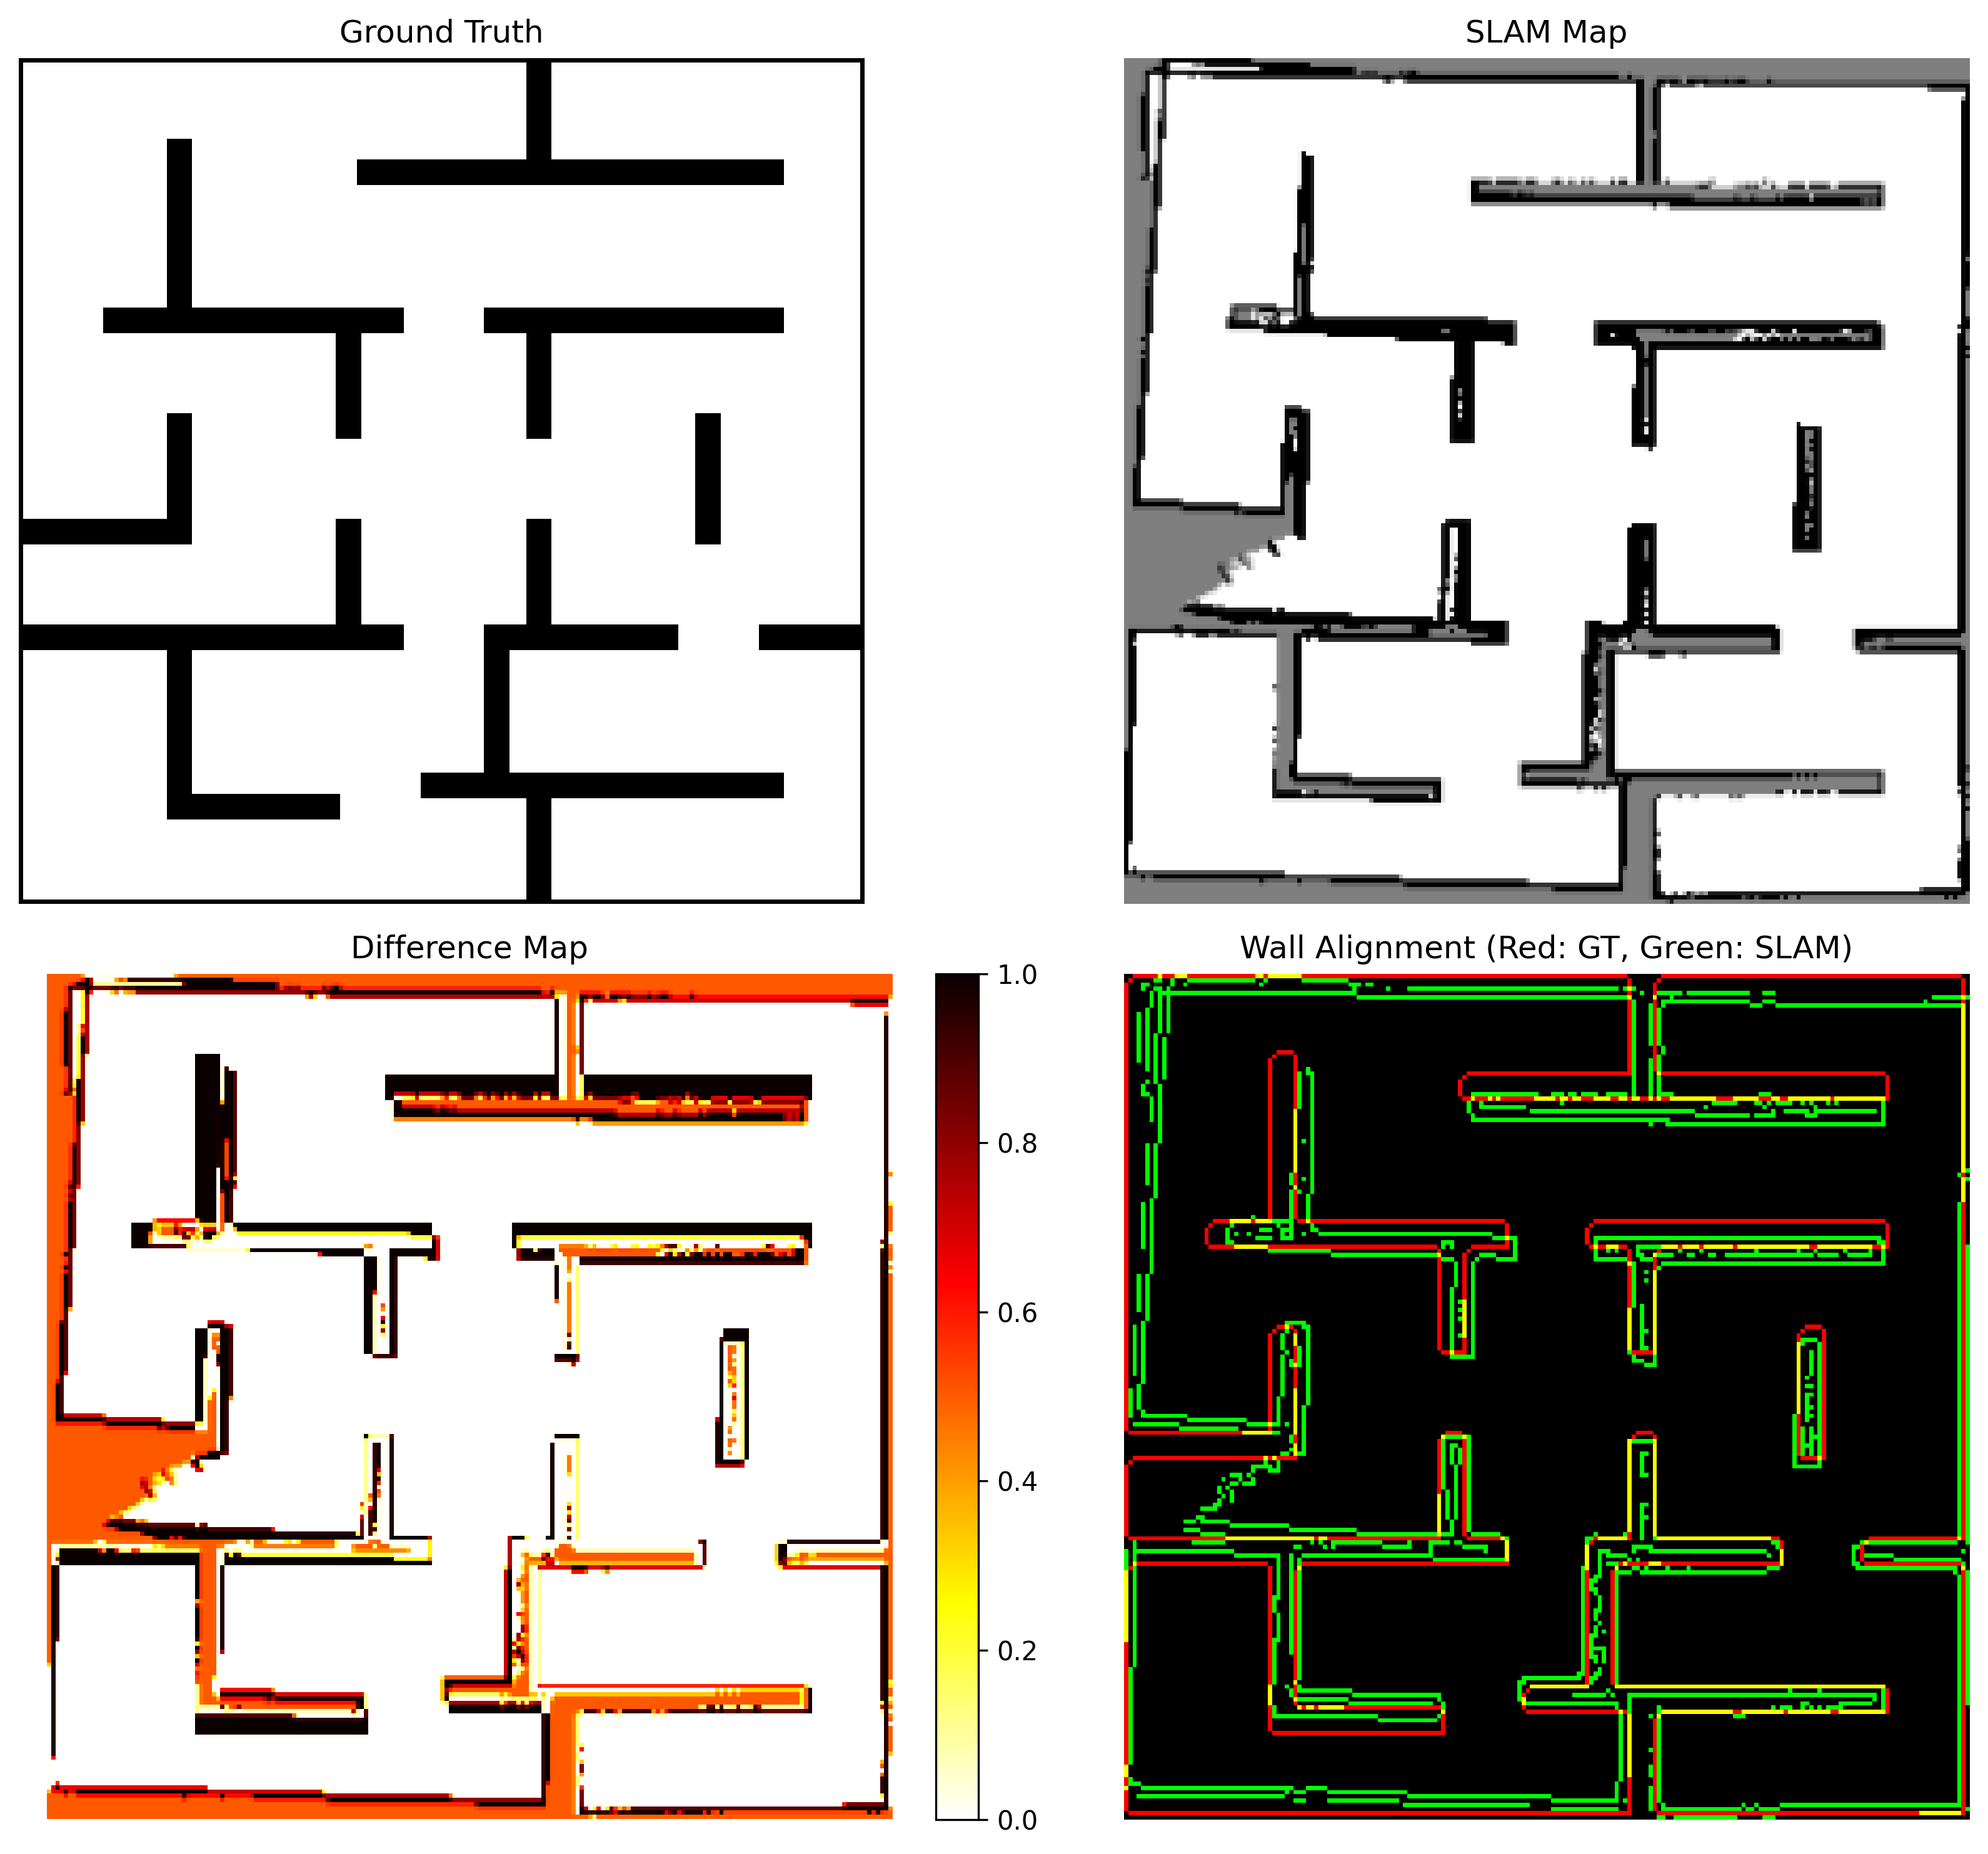 Ground Truth
SLAM Map
Difference Map
1.0
0.8
0.6
0.4
0.2
0.0
Wall Alignment (Red: GT, Green: SLAM)